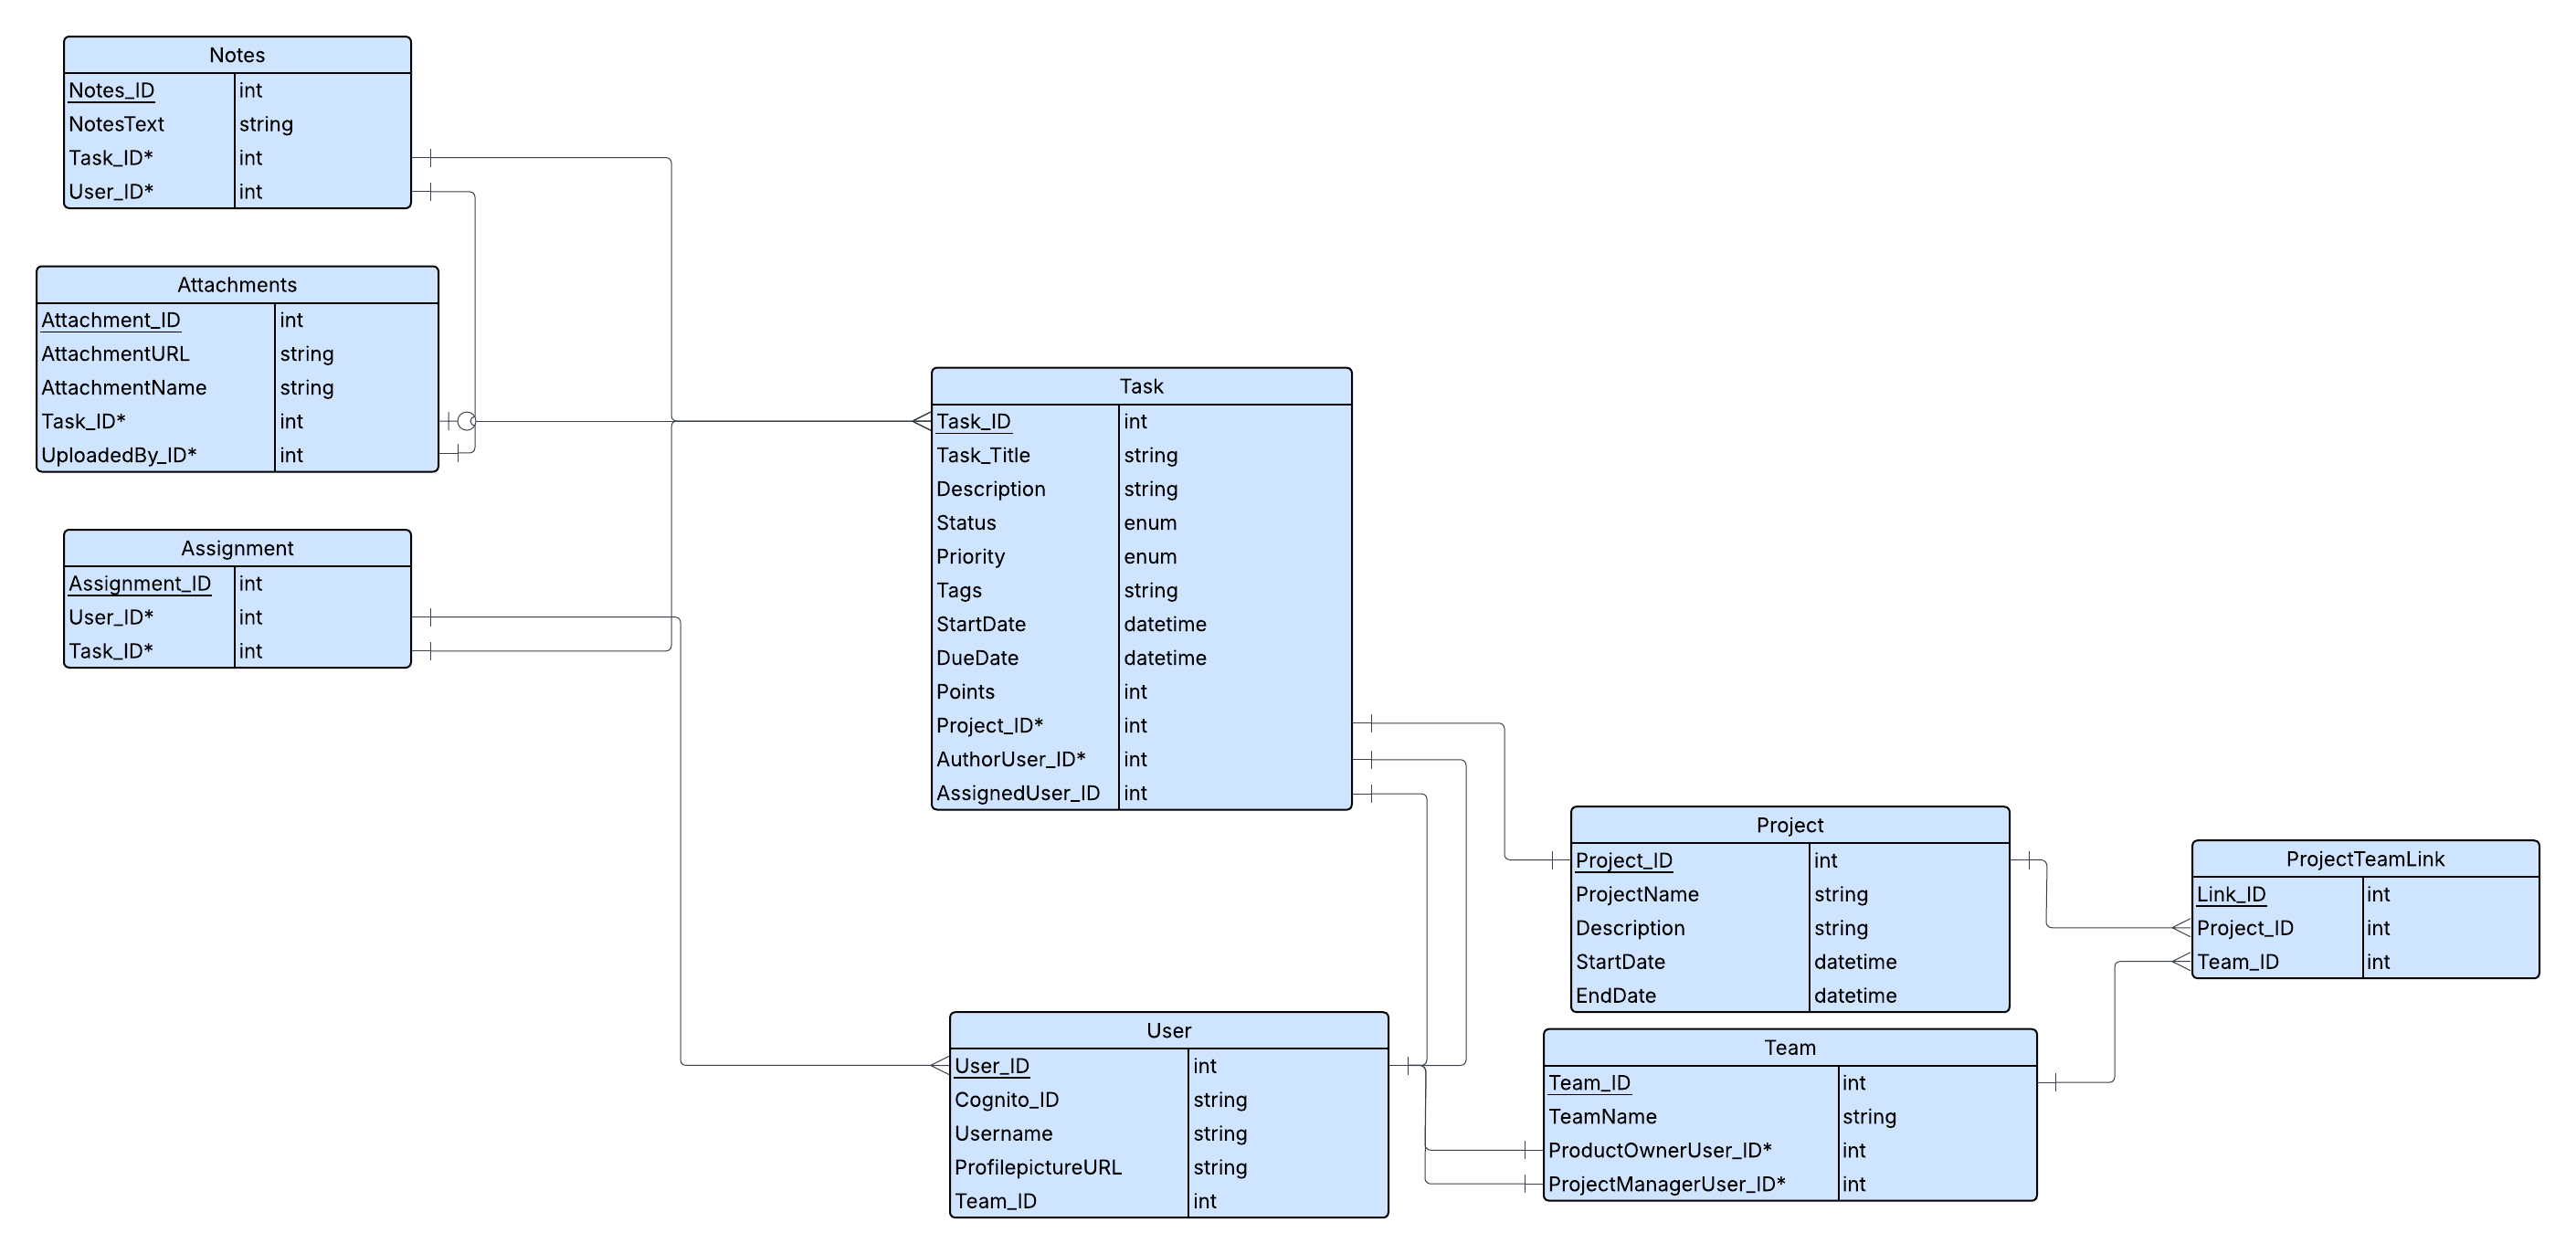 Notes
Notes_ID int
NotesText string
Task_ID* int
User_ID* int
Attachments
Attachment_ID int
AttachmentURL string
AttachmentName string
Task_ID* int
UploadedBy_ID* int
Assignment
Assignment_ID int
User_ID* int
Task_ID* int
Task
Task_ID int
Task_Title string
Description string
Status enum
Priority enum
Tags string
StartDate datetime
DueDate datetime
Points int
Project_ID* int
AuthorUser_ID* int
AssignedUser_ID int
User
User_ID int
Cognito_ID string
Username string
ProfilepictureURL string
Team_ID int
Project
Project_ID int
ProjectName string
Description string
StartDate datetime
EndDate datetime
Team
Team_ID int
TeamName string
ProductOwnerUser_ID* int
ProjectManagerUser_ID* int
ProjectTeamLink
Link_ID int
Project_ID int
Team_ID int